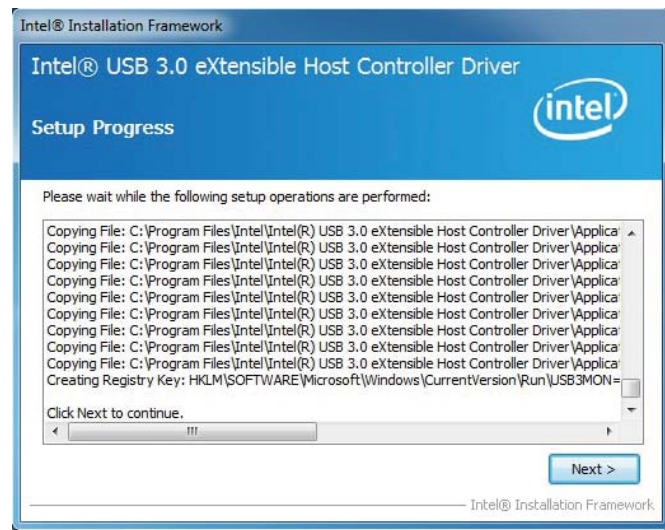 Intel® Installation Framework
Intel® USB 3.0 eXtensible Host Controller Driver
intel
Setup Progress
Please wait while the following setup operations are performed:
Copying File: C:\Program Files\Intel\Intel(R) USB 3.0 eXtensible Host Controller Driver\Applica
Copying File: C:\Program Files\Intel\Intel(R) USB 3.0 eXtensible Host Controller Driver\Applica
Copying File: C:\Program Files\Intel\Intel(R) USB 3.0 eXtensible Host Controller Driver\Applica
Copying File: C:\Program Files\Intel\Intel(R) USB 3.0 eXtensible Host Controller Driver\Applica
Copying File: C:\Program Files\Intel\Intel(R) USB 3.0 eXtensible Host Controller Driver\Applica
Copying File: C:\Program Files\Intel\Intel(R) USB 3.0 eXtensible Host Controller Driver\Applica
Copying File: C:\Program Files\Intel\Intel(R) USB 3.0 eXtensible Host Controller Driver\Applica
Copying File: C:\Program Files\Intel\Intel(R) USB 3.0 eXtensible Host Controller Driver\Applica
Copying File: C:\Program Files\Intel\Intel(R) USB 3.0 eXtensible Host Controller Driver\Applica
Creating Registry Key: HKLM\SOFTWARE\Microsoft\Windows\CurrentVersion\Run\USB3MON=
Click Next to continue.
Next >
Intel® Installation Framework